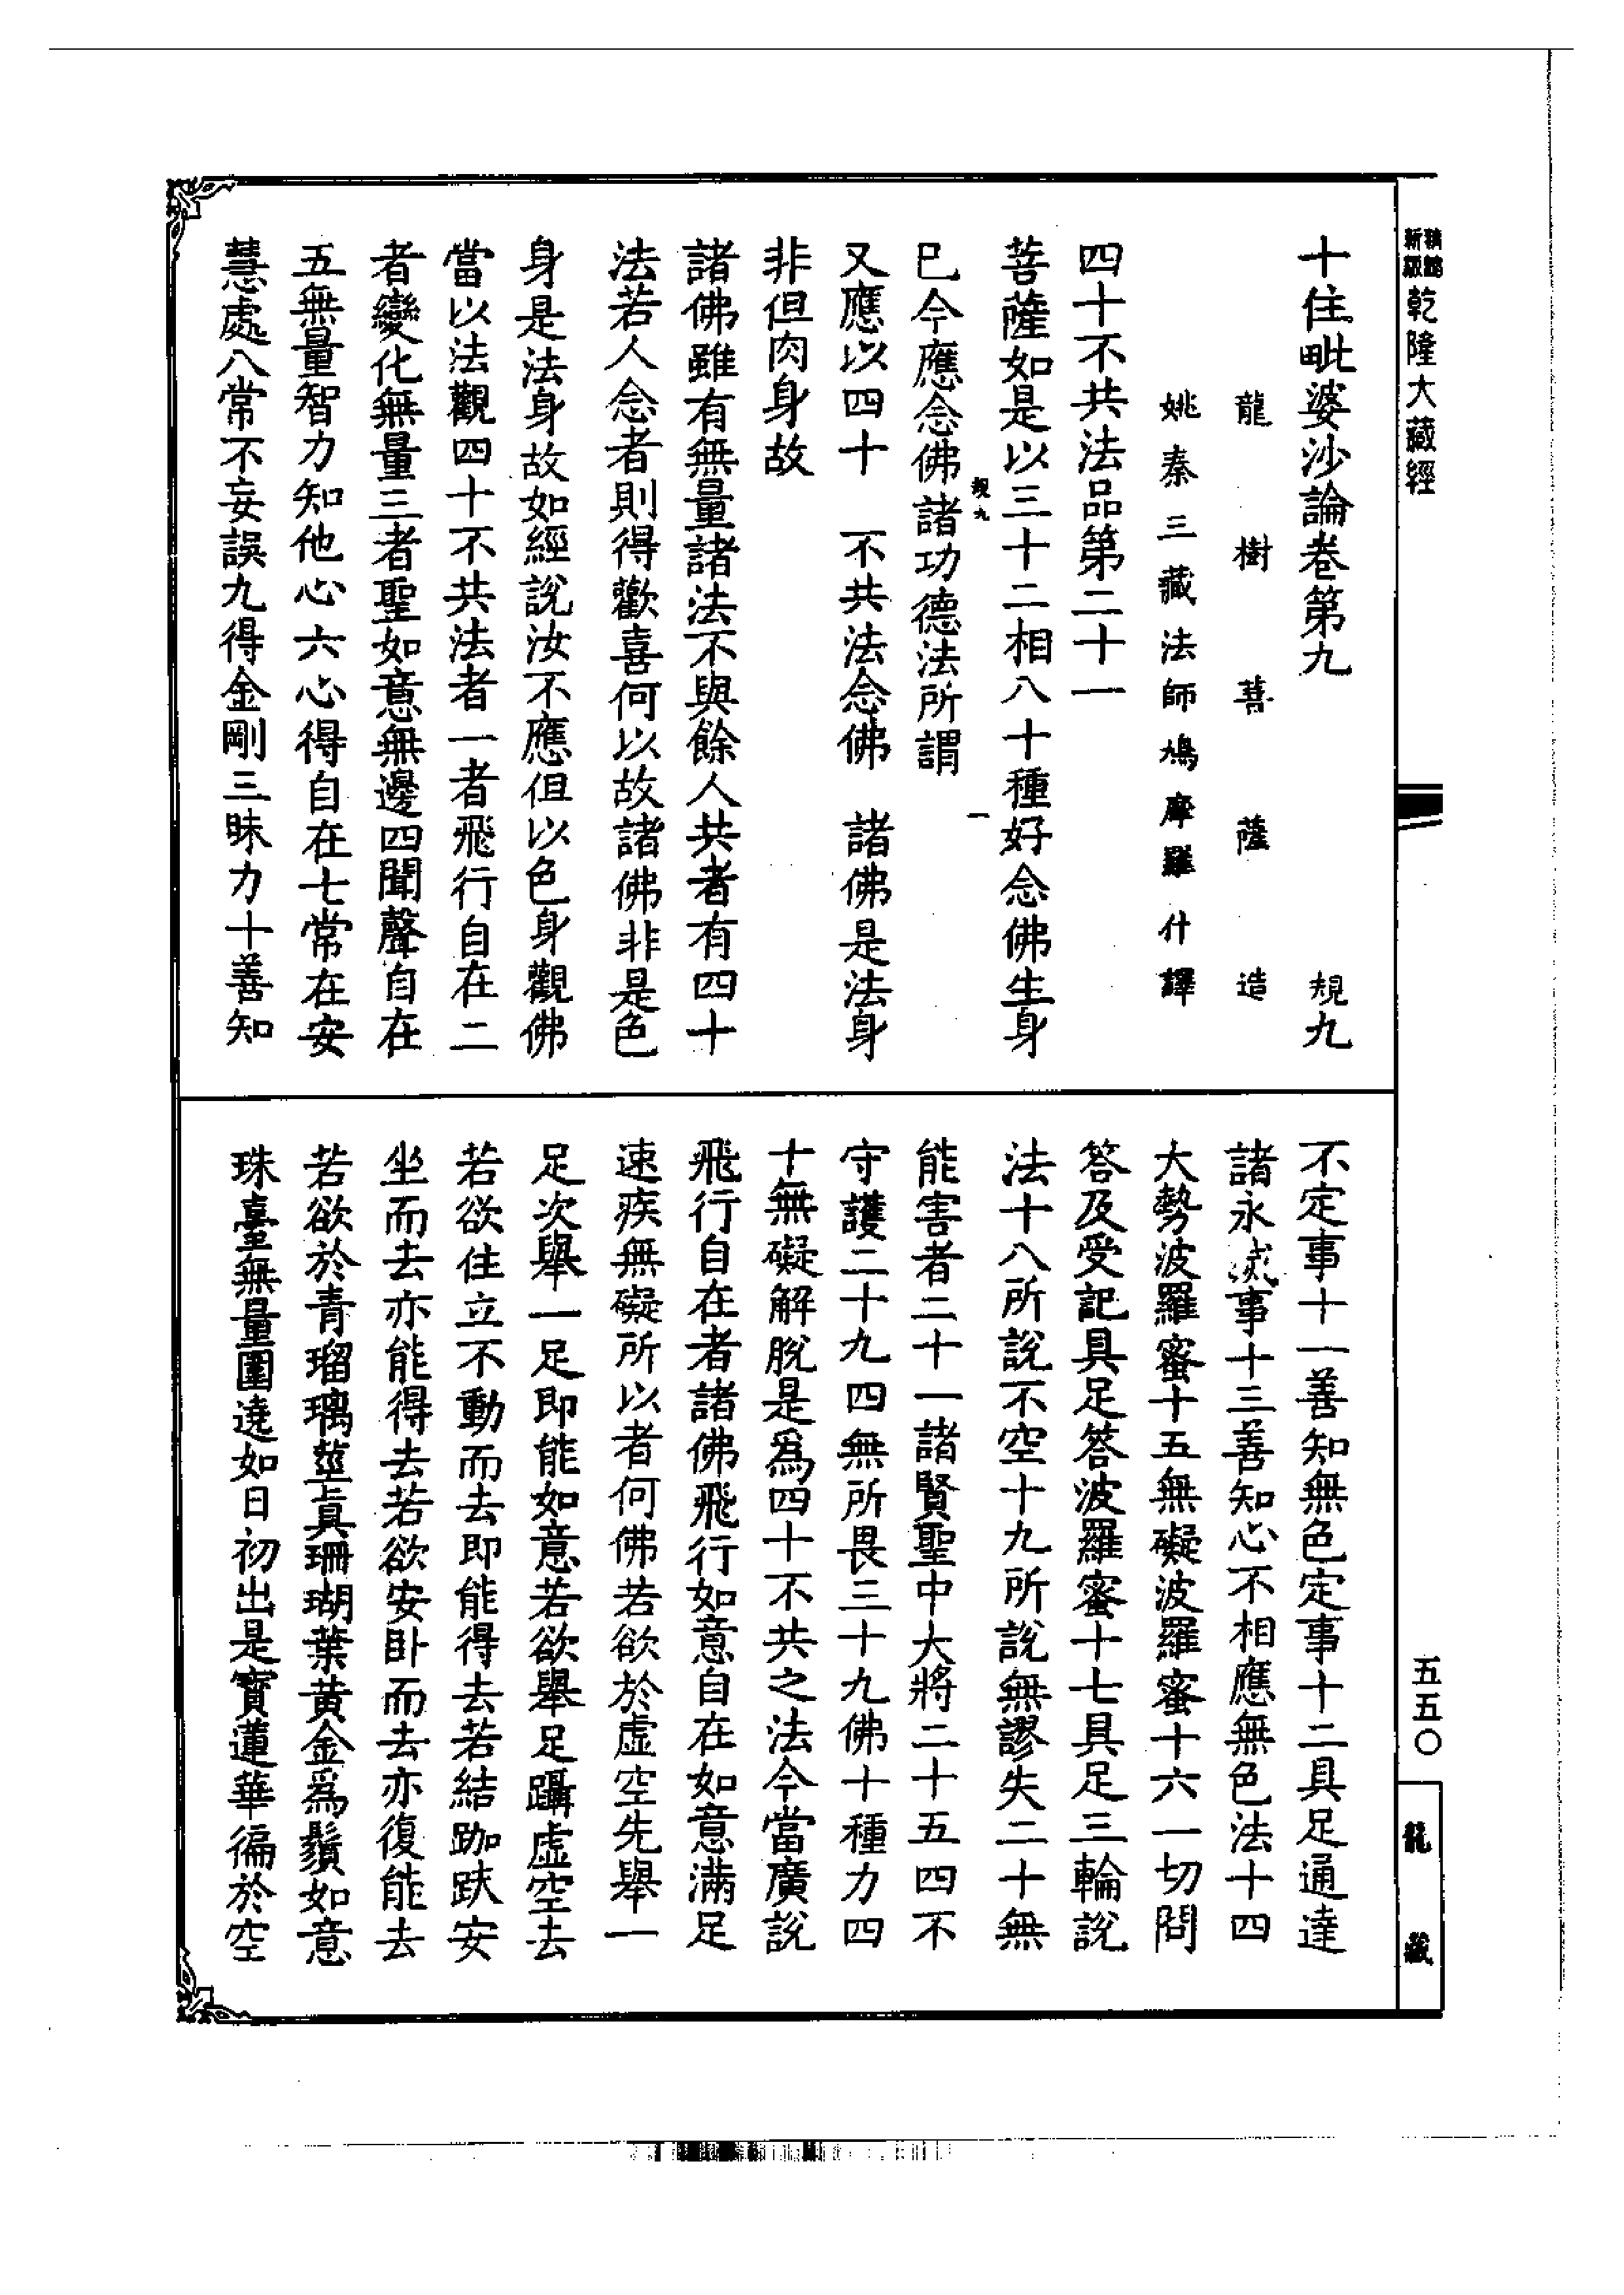 新編
縮
乾隆大藏經
十住毗婆沙論卷第九　規九
龍樹菩薩造
姚秦三藏法師鳩摩羅什譯
四十不共法品第二十一
菩薩如是以三十二相八十種好念佛生身
規九　一
已今應念佛諸功德法所謂
又應以四十　不共法念佛　諸佛是法身
非但肉身故
諸佛雖有無量諸法不與餘人共者有四十
法若人念者則得歡喜何以故諸佛非是色
身是法身故如經說汝不應但以色身觀佛
當以法觀四十不共法者一者飛行自在二
者變化無量三者聖如意無邊四聞聲自在
五無量智力知他心六心得自在七常在安
慧處八常不妄誤九得金剛三昧力十善知
不定事十一善知無色定事十二具足通達
諸永滅事十三善知心不相應無色法十四
大勢波羅蜜十五無礙波羅蜜十六一切問
答及受記具足答波羅蜜十七具足三輪說
法十八所說不空十九所說無謬失二十無
能害者二十一諸賢聖中大將二十五四不
守護二十九四無所畏三十九佛十種力四
十無礙解脫是爲四十不共之法今當廣說
飛行自在者諸佛飛行如意自在如意滿足
速疾無礙所以者何佛若欲於虛空先舉一
足次舉一足即能如意若欲舉足躡虛空去
若欲住立不動而去即能得去若結跏趺安
坐而去亦能得去若欲安卧而去亦復能去
若欲於青瑠璃莖真珊瑚葉黃金爲鬚如意
珠臺無量圍遶如日初出是寶蓮華徧於空
五五〇
龍藏